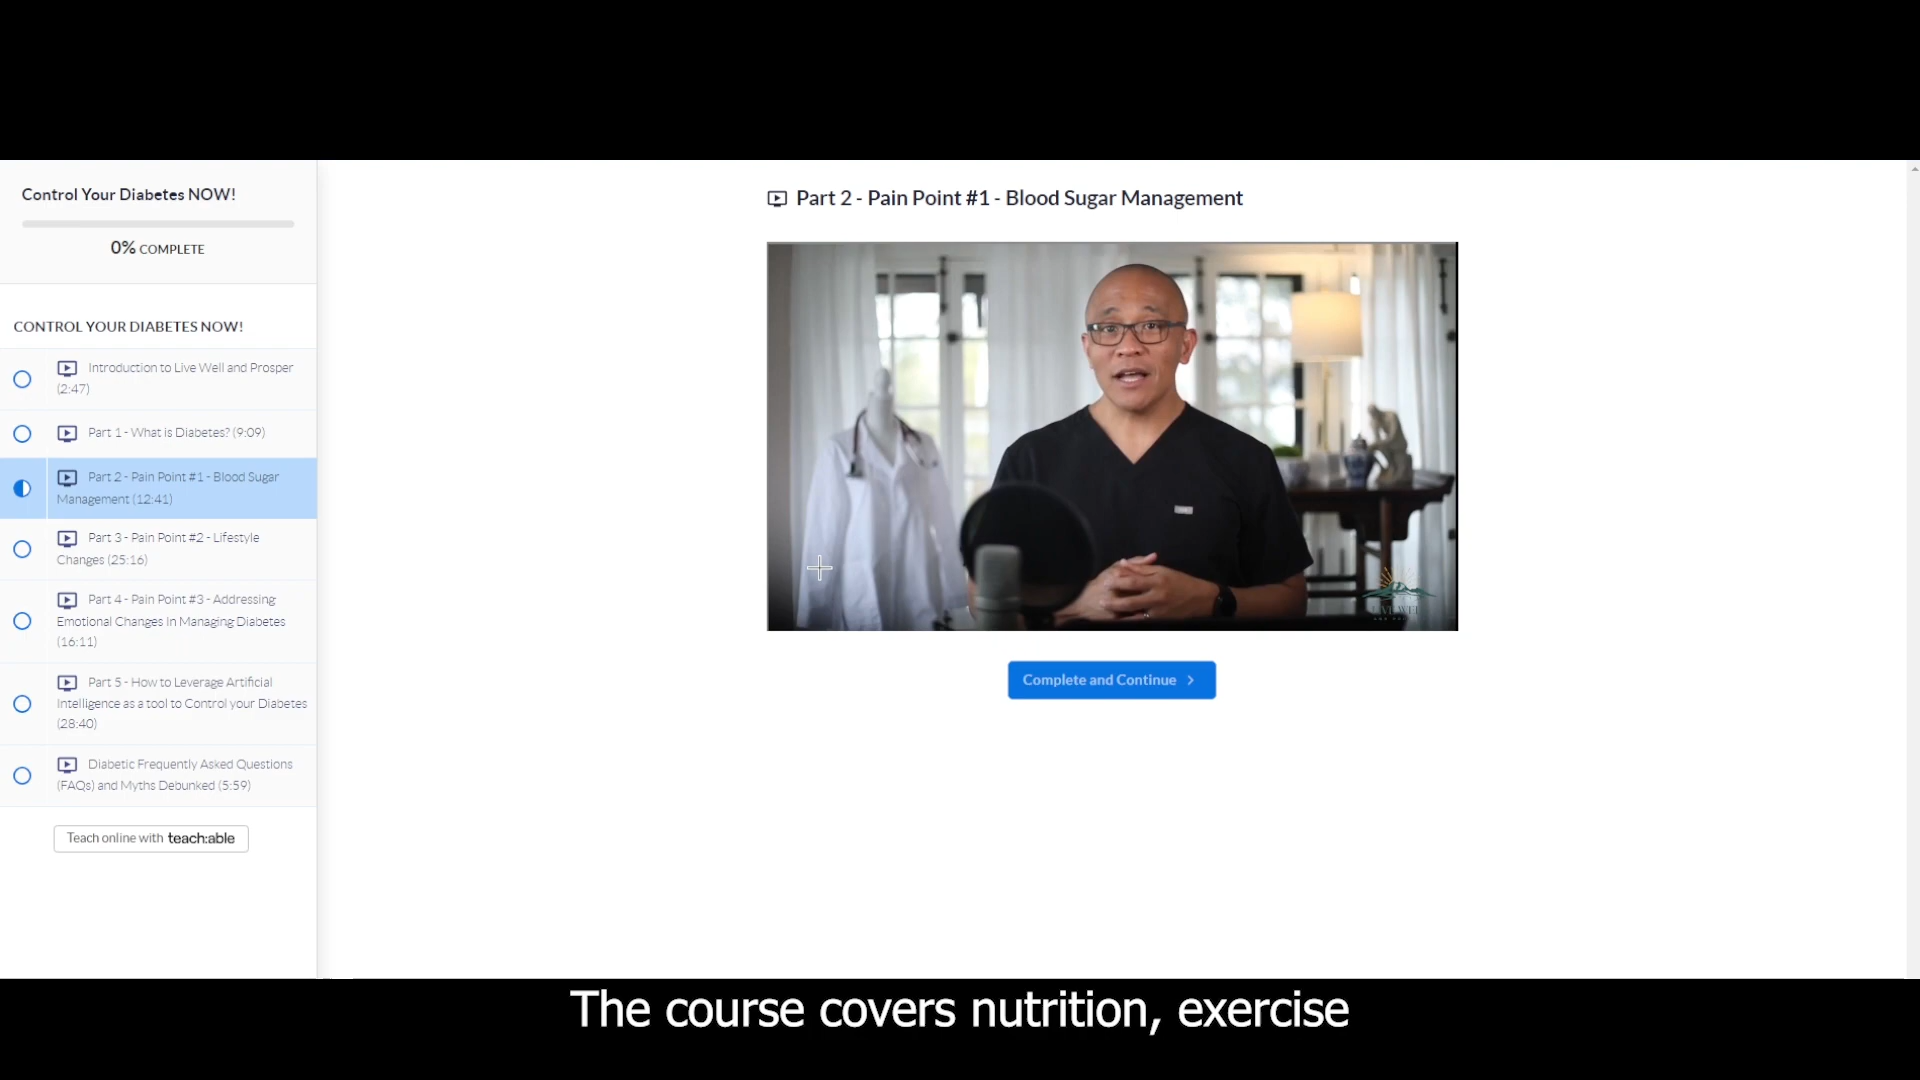 Control Your Diabetes NOW!
0% COMPLETE
CONTROL YOUR DIABETES NOW!
Introduction to Live Well and Prosper
(2:47)
Part 1 - What is Diabetes? (9:09)
Part 2 - Pain Point #1 - Blood Sugar
Management (12:41)
Part 3 - Pain Point #2 - Lifestyle
Changes (25:16)
Part 4 - Pain Point #3 - Addressing
Emotional Changes In Managing Diabetes
(16:11)
Part 5 - How to Leverage Artificial
Intelligence as a tool to Control your Diabetes
(28:40)
Diabetic Frequently Asked Questions
(FAQs) and Myths Debunked (5:59)
Teach online with teach:able
Part 2 - Pain Point #1 - Blood Sugar Management
Complete and Continue
The course covers nutrition, exercise